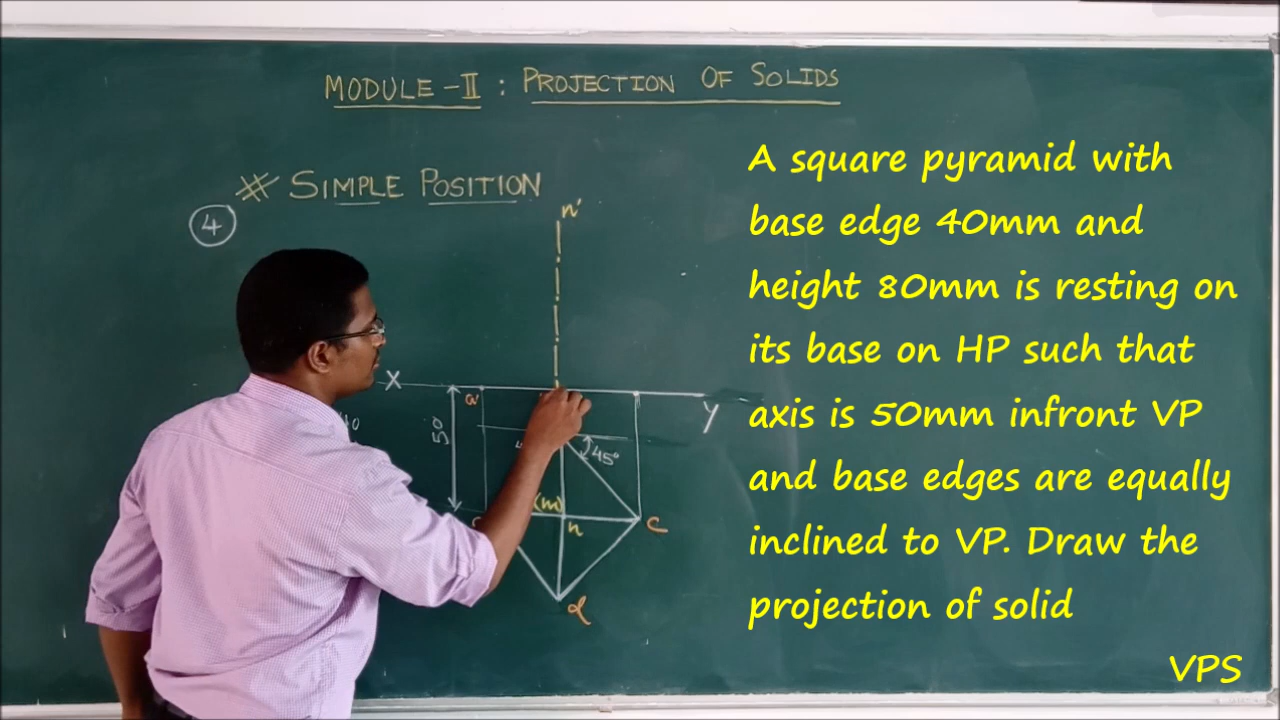 MODULE-II : PROJECTION OF SOLIDS
# SIMPLE POSITION
4
n'
X
a'
Y
50
45°
(m)
n
c
d
A square pyramid with
base edge 40mm and
height 80mm is resting on
its base on HP such that
axis is 50mm infront VP
and base edges are equally
inclined to VP. Draw the
projection of solid
VPS